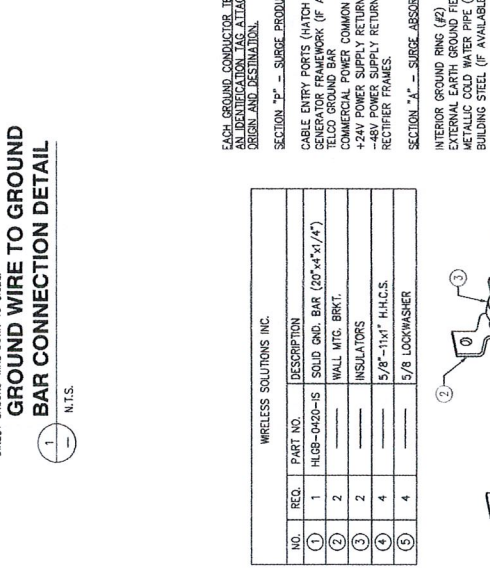 GROUND WIRE TO GROUND
BAR CONNECTION DETAIL
1
–
N.T.S.
EACH GROUND CONDUCTOR
AN IDENTIFICATION TAG
ORIGIN AND DESTINATION.
SECTION "P" – SURGE
CABLE ENTRY PORTS (HATCH
GENERATOR FRAMEWORK (IF
TELCO GROUND BAR
COMMERCIAL POWER COMMON
+24V POWER SUPPLY RETURN
-48V POWER SUPPLY RETURN
RECTIFIER FRAMES.
SECTION "A" – SURGE
INTERIOR GROUND RING (#2)
EXTERNAL EARTH GROUND
METALLIC COLD WATER PIPE
BUILDING STEEL (IF AVAILABLE
WIRELESS SOLUTIONS INC.
NO. REQ. PART NO. DESCRIPTION
1 1 HLGB-0420-IS SOLID GND. BAR (20"x4"x1/4")
2 2 —— WALL MTG. BRKT.
3 2 —— INSULATORS
4 4 —— 5/8"-11x1" H.H.C.S.
5 4 —— 5/8 LOCKWASHER
2
3